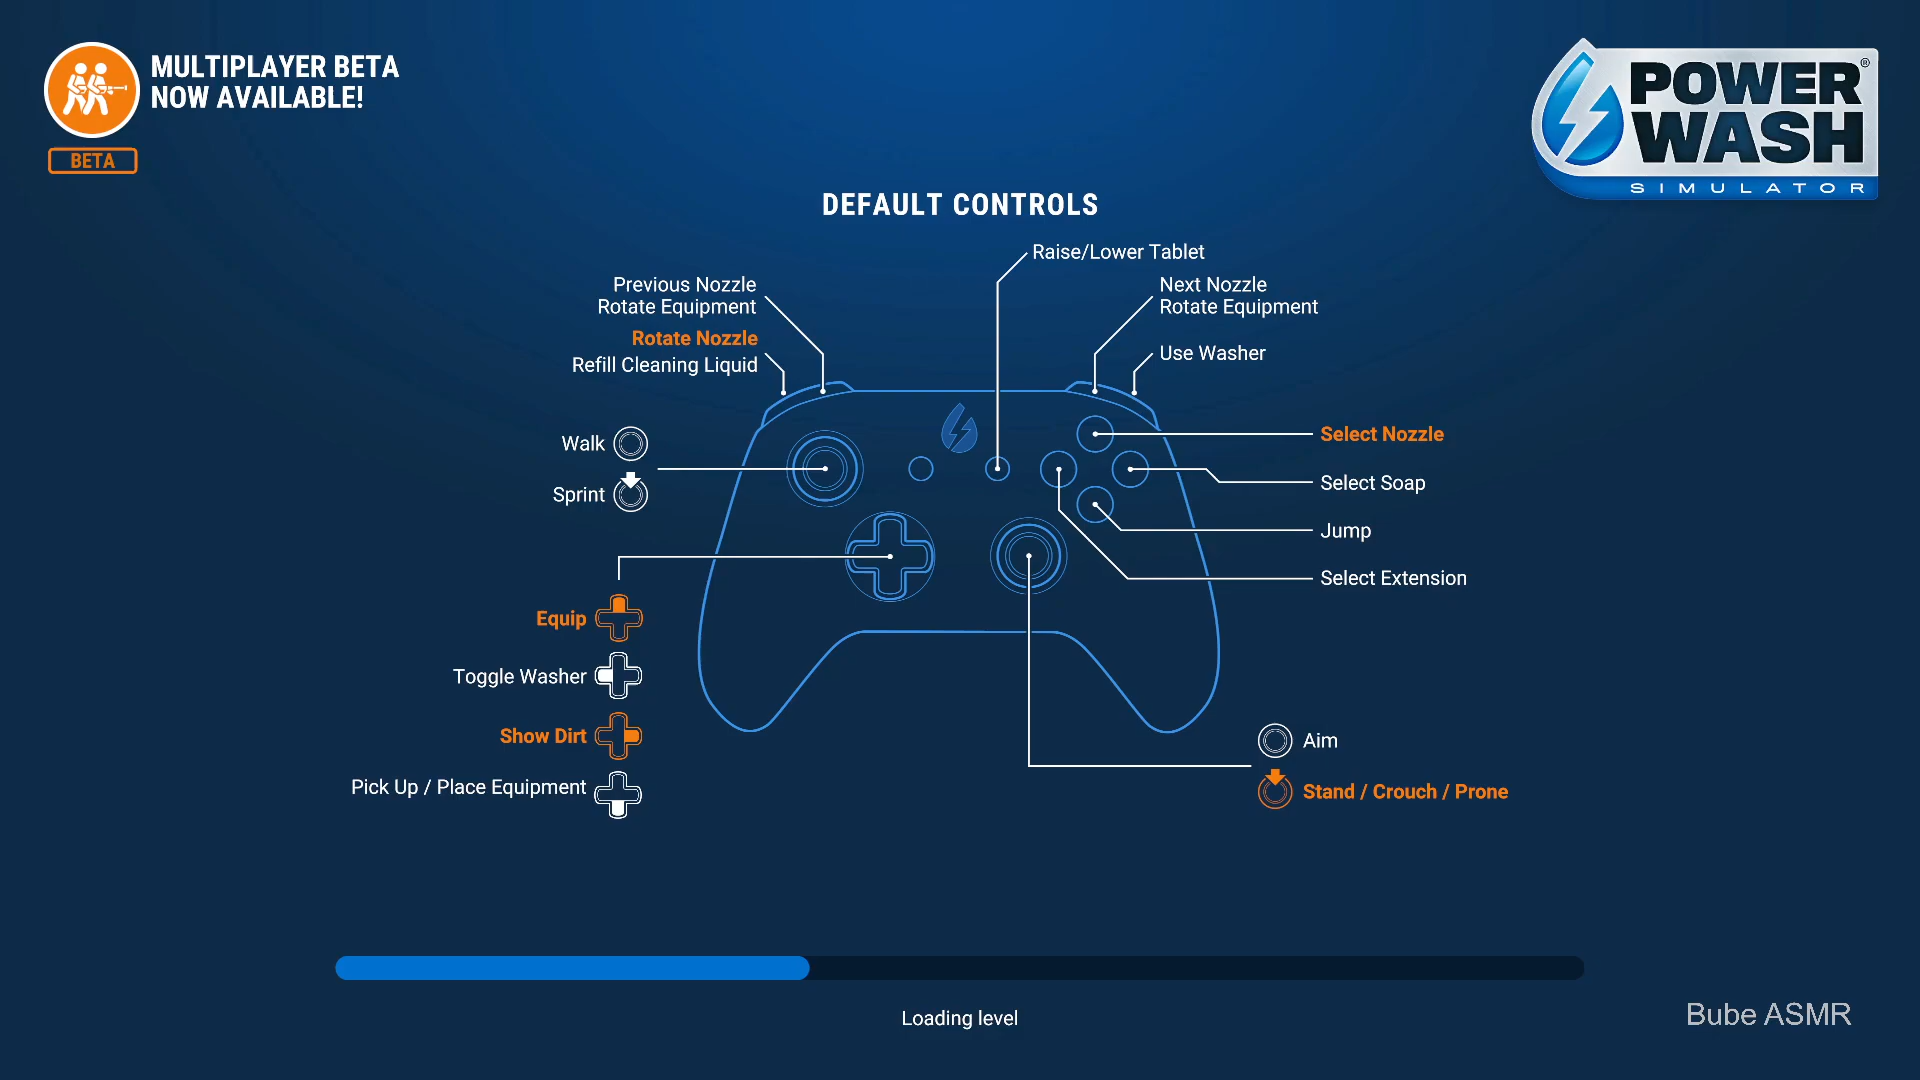 MULTIPLAYER BETA
NOW AVAILABLE!
BETA
POWER®
WASH
SIMULATOR
DEFAULT CONTROLS
Raise/Lower Tablet
Previous Nozzle
Rotate Equipment
Rotate Nozzle
Refill Cleaning Liquid
Next Nozzle
Rotate Equipment
Use Washer
Walk
Sprint
Select Nozzle
Select Soap
Jump
Select Extension
Equip
Toggle Washer
Show Dirt
Pick Up / Place Equipment
Aim
Stand / Crouch / Prone
Loading level
Bube ASMR